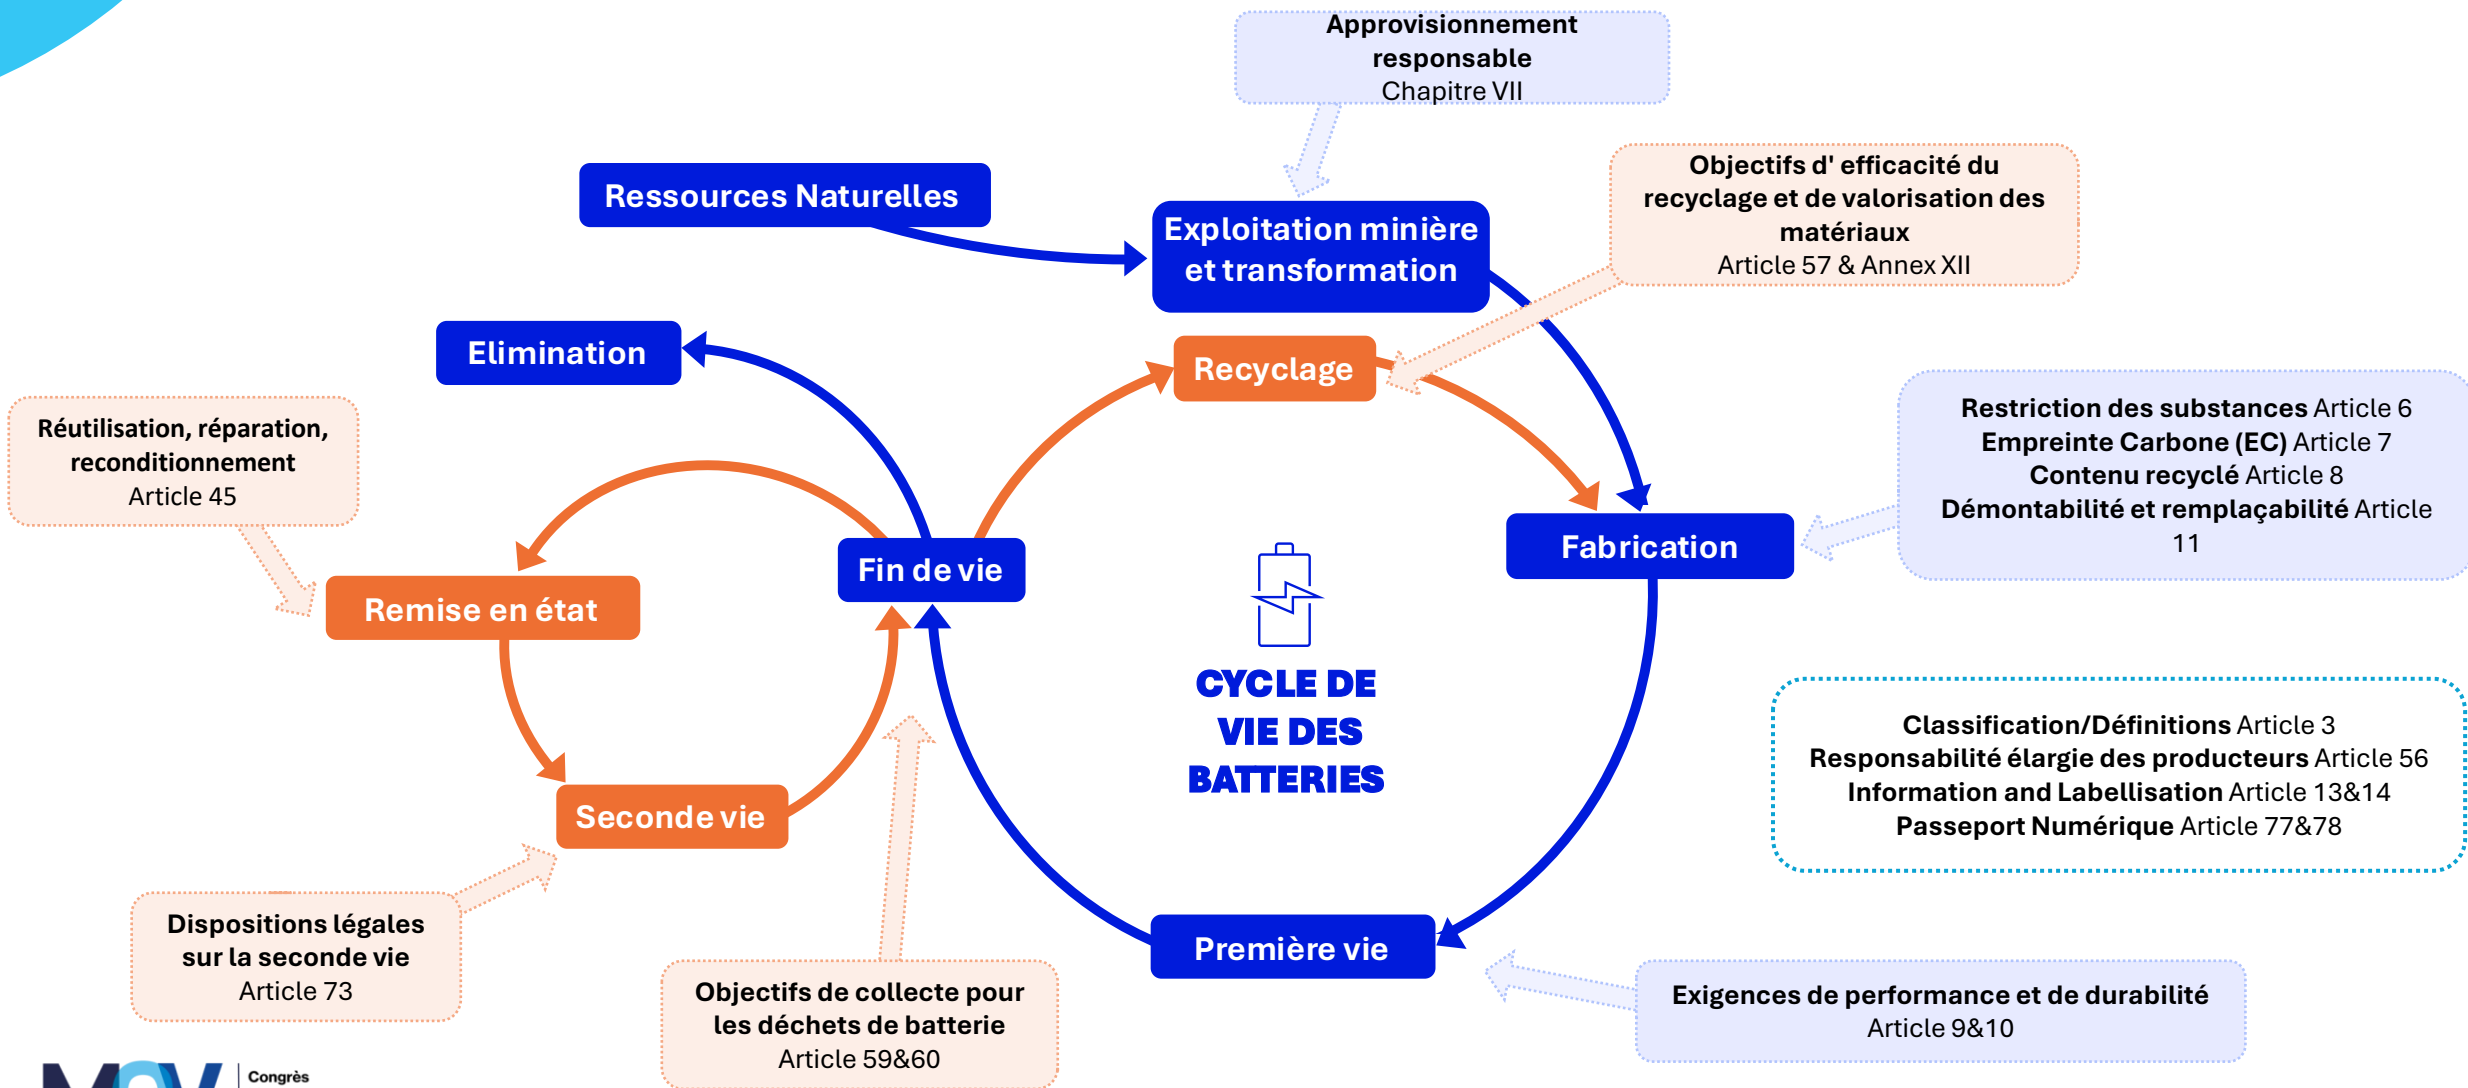 Approvisionnement
responsable
Chapitre VII
Ressources Naturelles
Exploitation minière
et transformation
Objectifs d' efficacité du
recyclage et de valorisation des
matériaux
Article 57 & Annex XII
Elimination
Recyclage
Réutilisation, réparation,
reconditionnement
Article 45
Restriction des substances Article 6
Empreinte Carbone (EC) Article 7
Contenu recyclé Article 8
Démontabilité et remplaçabilité Article
11
Fabrication
Fin de vie
Remise en état
CYCLE DE
VIE DES
BATTERIES
Classification/Définitions Article 3
Responsabilité élargie des producteurs Article 56
Information and Labellisation Article 13&14
Passeport Numérique Article 77&78
Seconde vie
Dispositions légales
sur la seconde vie
Article 73
Première vie
Objectifs de collecte pour
les déchets de batterie
Article 59&60
Exigences de performance et de durabilité
Article 9&10
Congrès